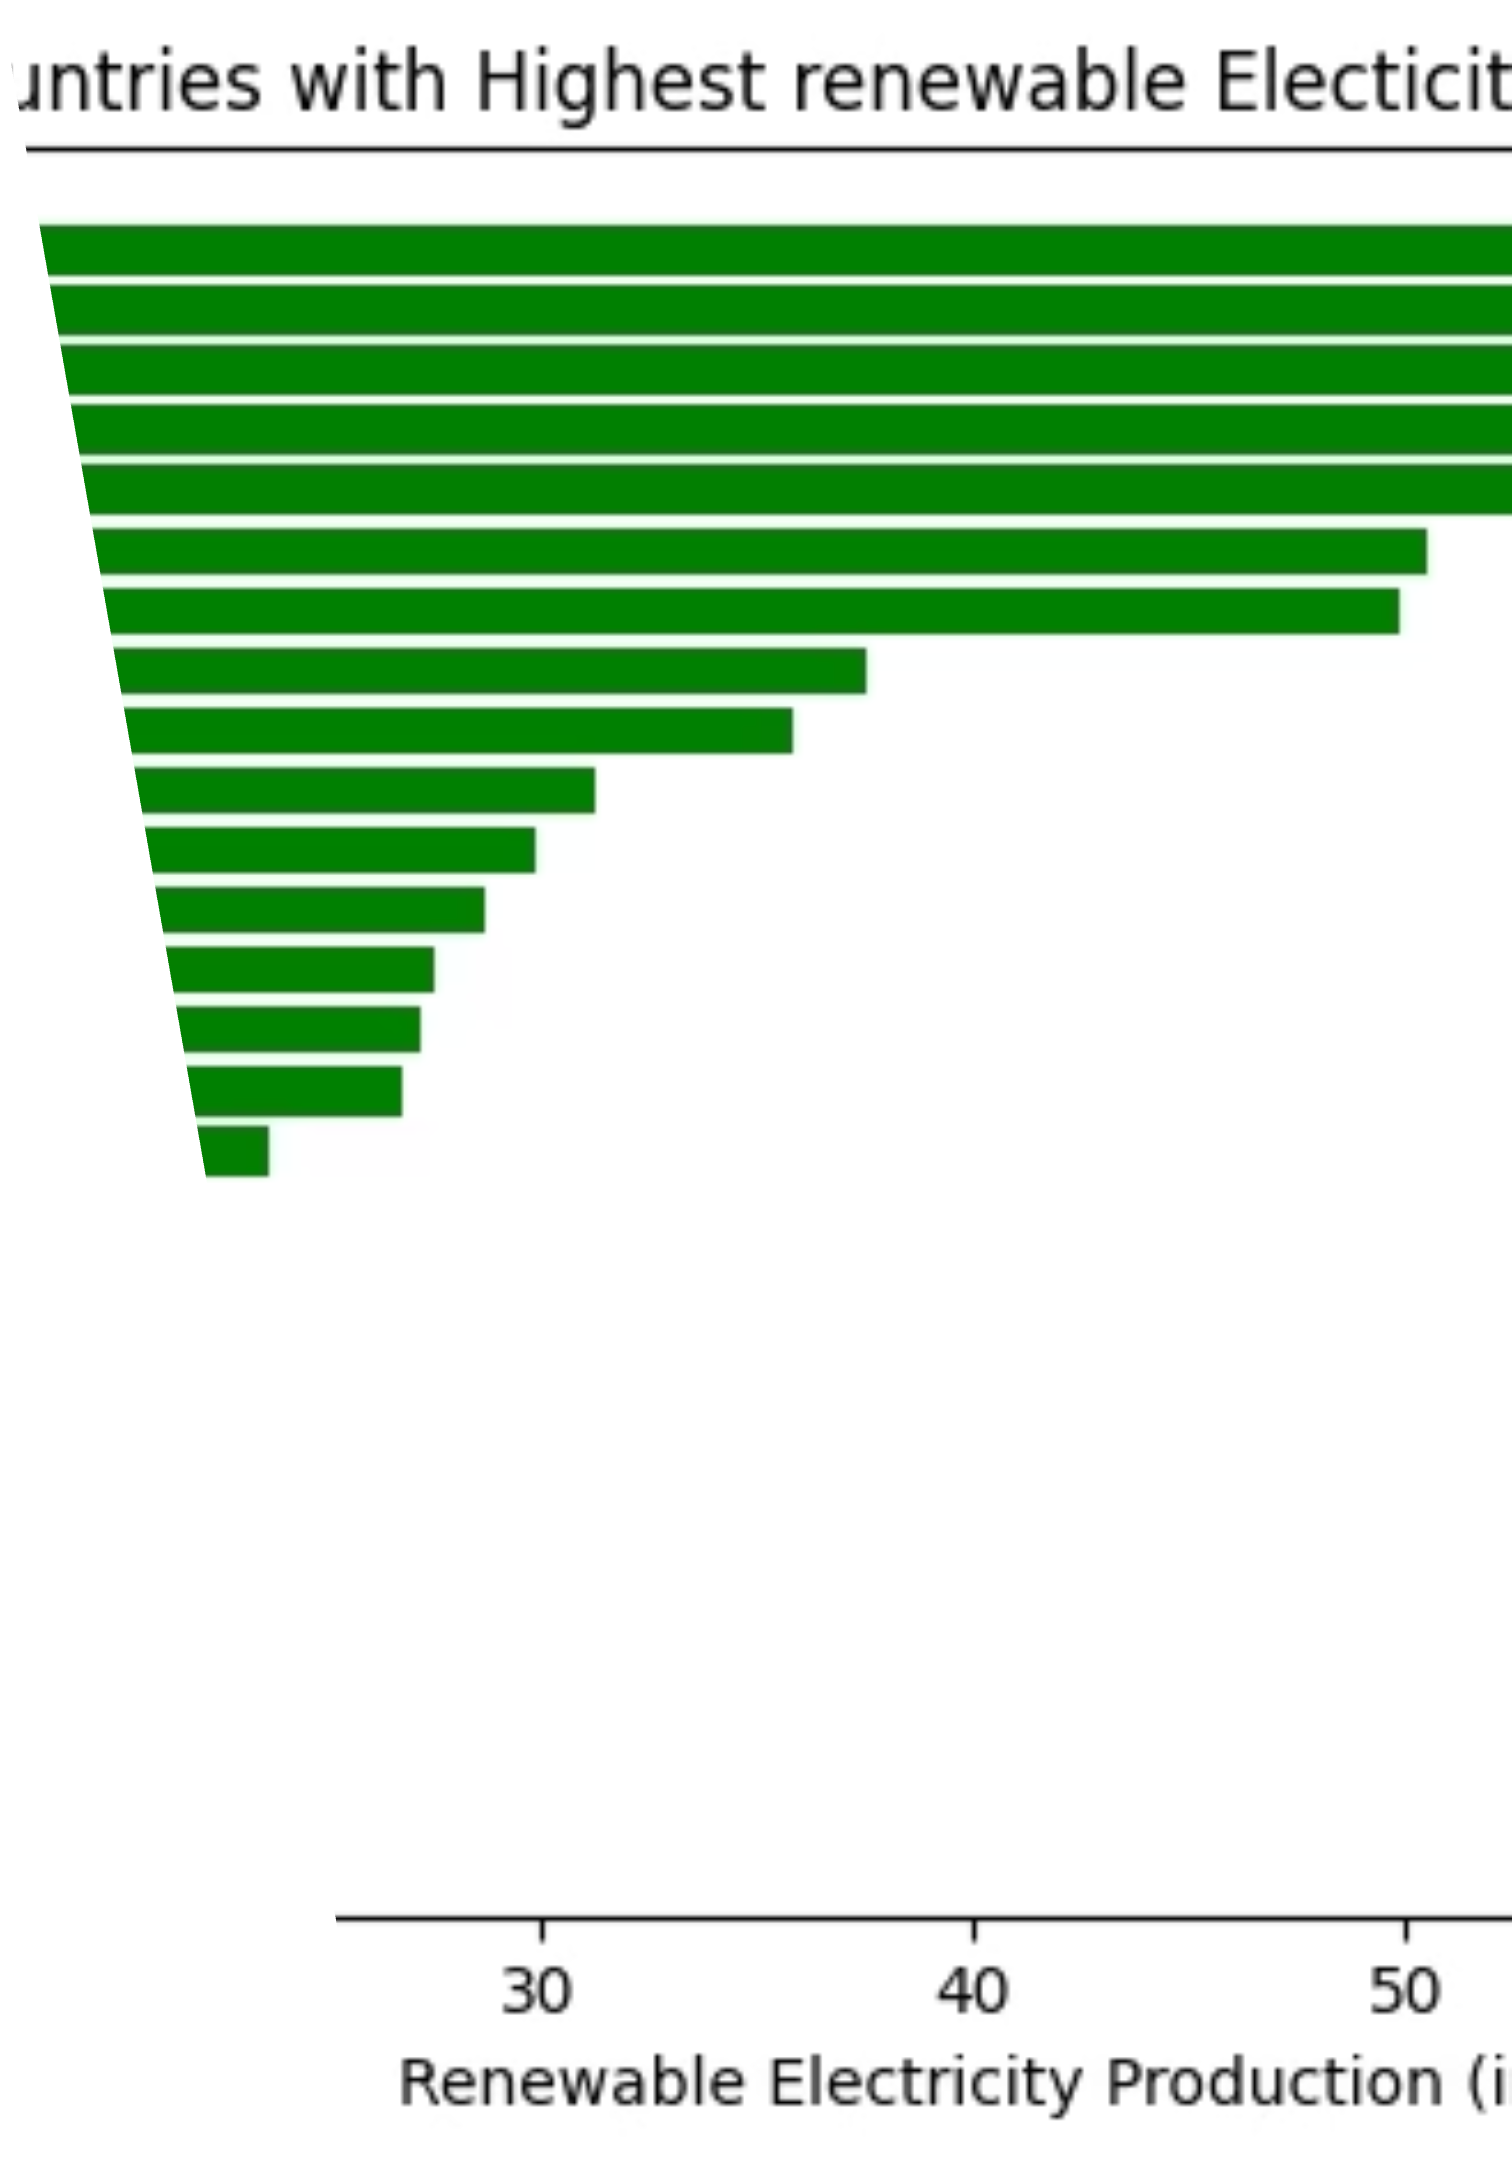 untries with Highest renewable Electicit
30 40 50
Renewable Electricity Production (i